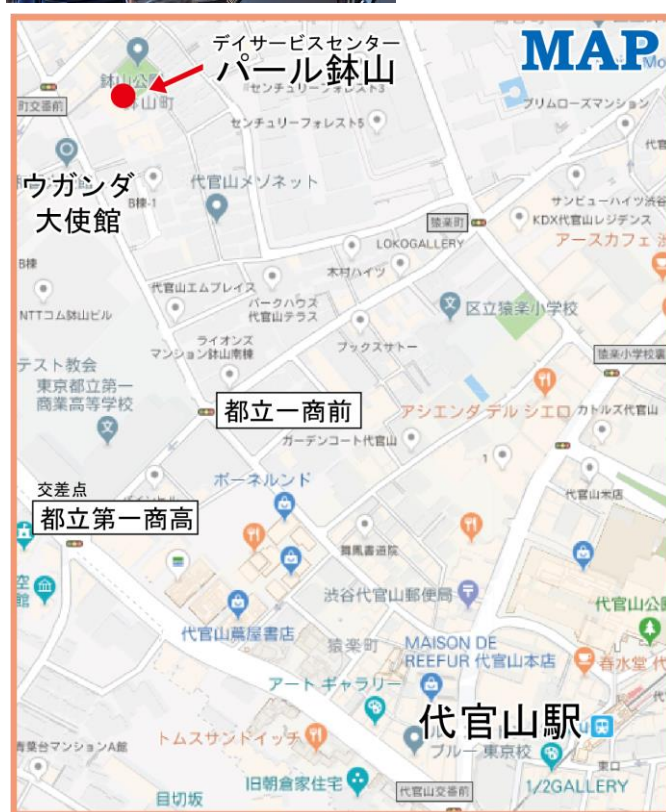 MAP
デイサービスセンター
パール鉢山
鉢山公園
鉢山町
町交番前
センチュリーフォレスト3
センチュリーフォレスト5
プリムローズマンション
ウガンダ
大使館
B棟-1
代官山メゾネット
サンビューハイツ渋谷
KDX代官山レジデンス
猿楽町
LOKOGALLERY
アースカフェ
B棟
木村ハイツ
代官山エムプレイス
NTTコム鉢山ビル
パークハウス
代官山テラス
区立猿楽小学校
ライオンズ
マンション鉢山南棟
ブックスサトー
猿楽小学校裏
テスト教会
東京都立第一
商業高等学校
都立一商前
アシエンダ デル シエロ
カトルズ代官山
ガーデンコート代官山
1
交差点
都立第一商高
ボーネルンド
代官山米店
舞鳳書道院
渋谷代官山郵便局
代官山蔦屋書店
猿楽町
代官山公
MAISON DE
REEFUR 代官山本店
春水堂 代
アート ギャラリー
代官山駅
青葉台マンションA館
トムスサンドイッチ
ブルー 東京校
東口
旧朝倉家住宅
代官山交番前
1/2GALLERY
目切坂